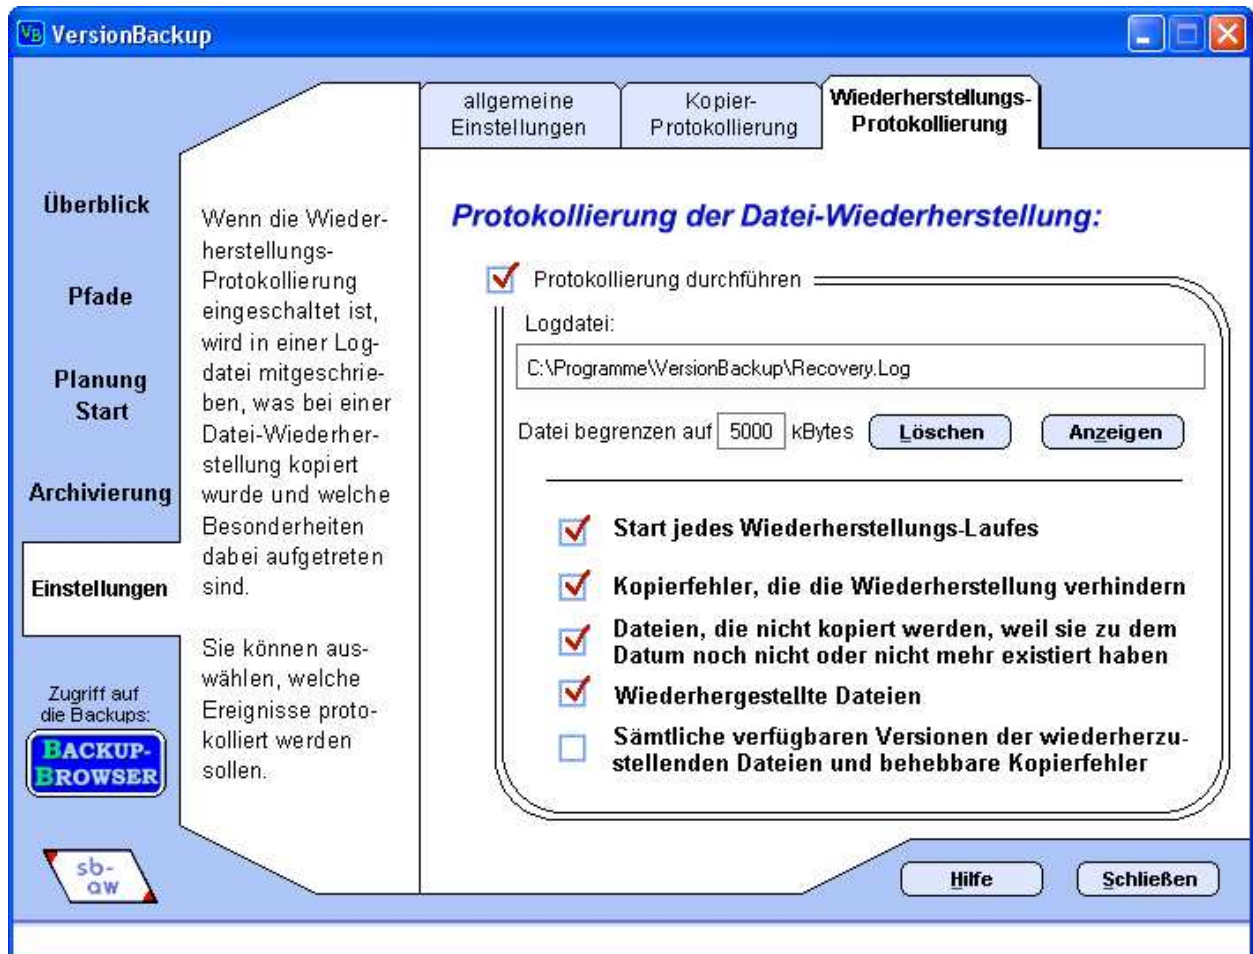 VB VersionBackup
allgemeine
Einstellungen
Kopier-
Protokollierung
Wiederherstellungs-
Protokollierung
Überblick
Pfade
Planung
Start
Archivierung
Einstellungen
Zugriff auf
die Backups:
BACKUP-
BROWSER
sb-
aw
Wenn die Wieder-
herstellungs-
Protokollierung
eingeschaltet ist,
wird in einer Log-
datei mitgeschrie-
ben, was bei einer
Datei-Wiederher-
stellung kopiert
wurde und welche
Besonderheiten
dabei aufgetreten
sind.
Sie können aus-
wählen, welche
Ereignisse proto-
kolliert werden
sollen.
Protokollierung der Datei-Wiederherstellung:
Protokollierung durchführen
Logdatei:
C:\Programme\VersionBackup\Recovery.Log
Datei begrenzen auf 5000 kBytes Löschen Anzeigen
Start jedes Wiederherstellungs-Laufes
Kopierfehler, die die Wiederherstellung verhindern
Dateien, die nicht kopiert werden, weil sie zu dem
Datum noch nicht oder nicht mehr existiert haben
Wiederhergestellte Dateien
Sämtliche verfügbaren Versionen der wiederherzu-
stellenden Dateien und behebbare Kopierfehler
Hilfe Schließen